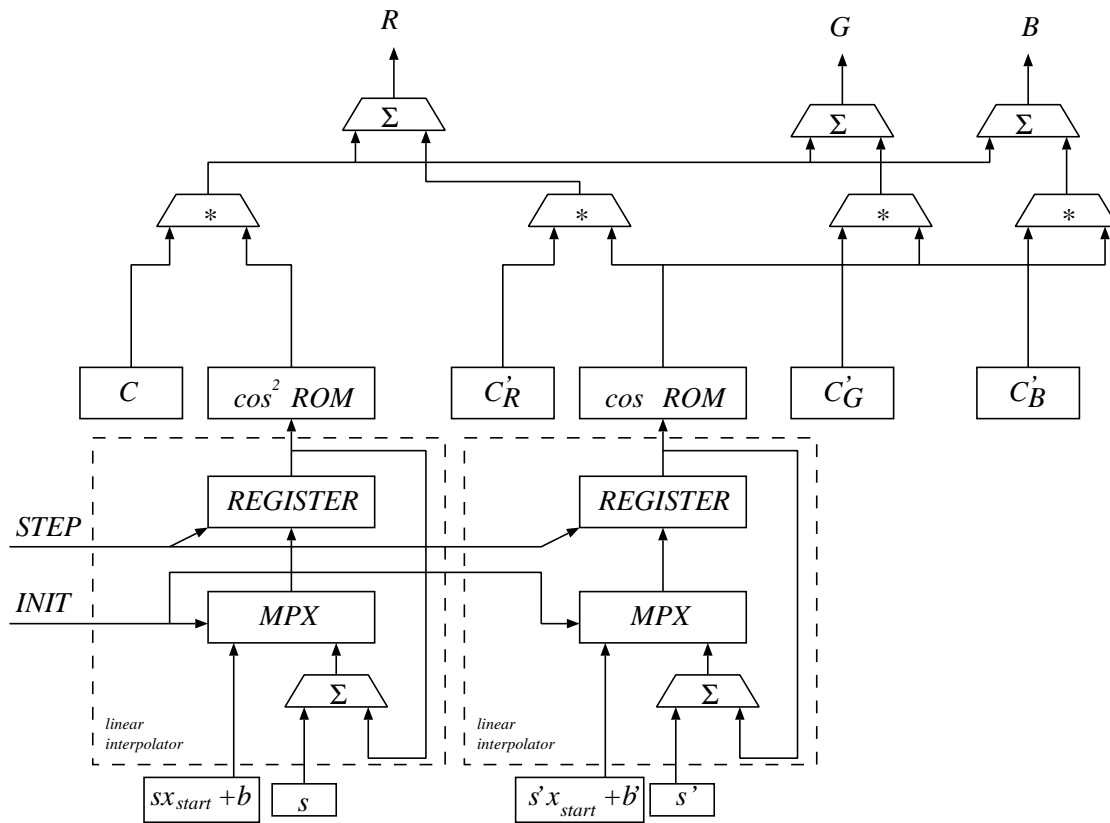 R G B
Σ Σ Σ
* * * *
C cos² ROM C'R cos ROM C'G C'B
REGISTER REGISTER
STEP
INIT
MPX MPX
Σ Σ
linear interpolator
linear interpolator
sx_start + b s s'x_start + b' s'